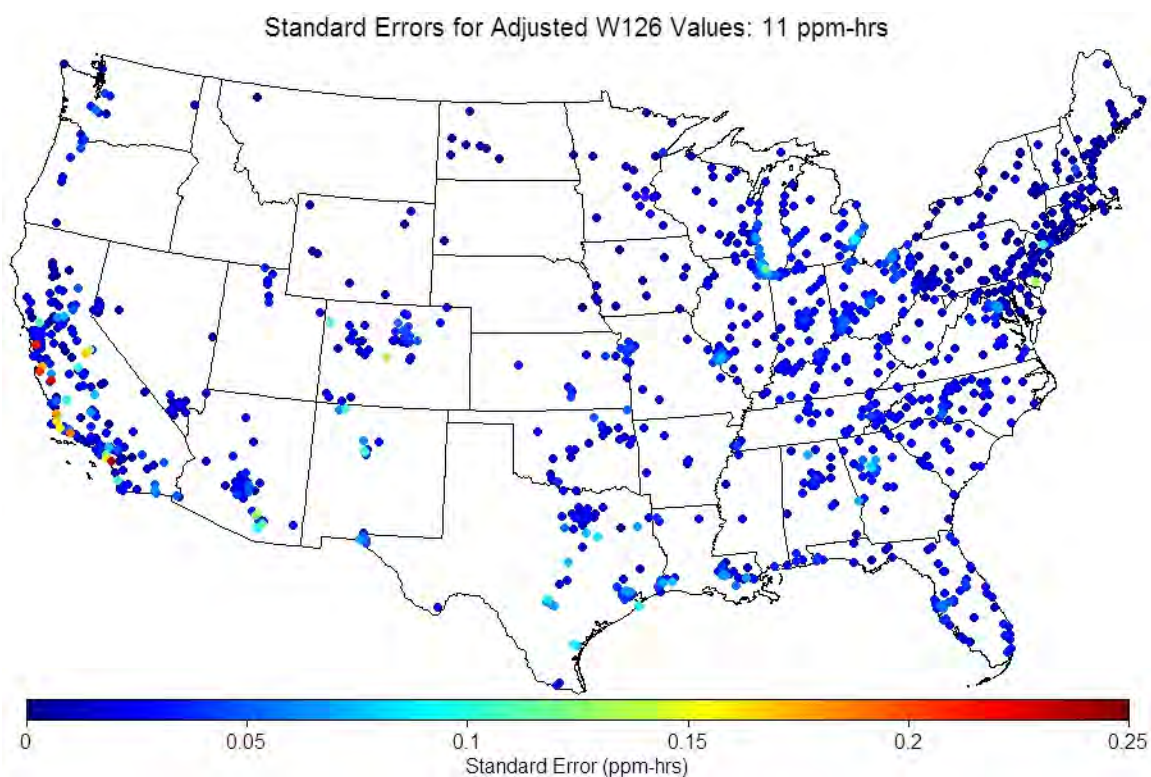 Standard Errors for Adjusted W126 Values: 11 ppm-hrs
0 0.05 0.1 0.15 0.2 0.25
Standard Error (ppm-hrs)